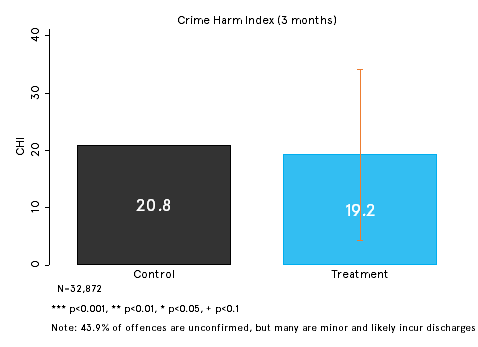 Crime Harm Index (3 months)
40
30
20
10
0
CHI
20.8
19.2
Control
Treatment
N=32,872
*** p<0.001, ** p<0.01, * p<0.05, + p<0.1
Note: 43.9% of offences are unconfirmed, but many are minor and likely incur discharges